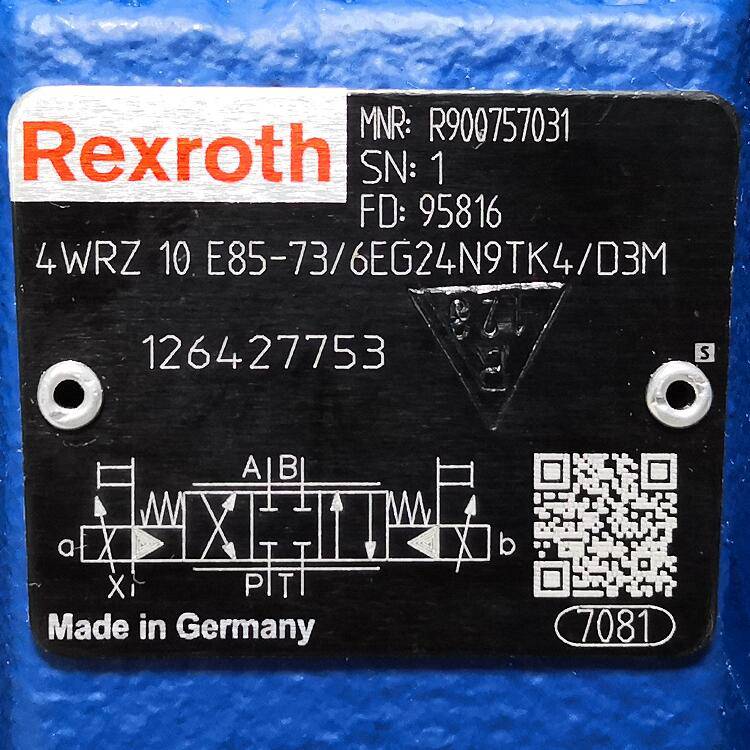 Rexroth
MNR: R900757031
SN: 1
FD: 95816
4WRZ 10 E85-73/6EG24N9TK4/D3M
126427753
S
A B
a
b
X
P T
Made in Germany
7081